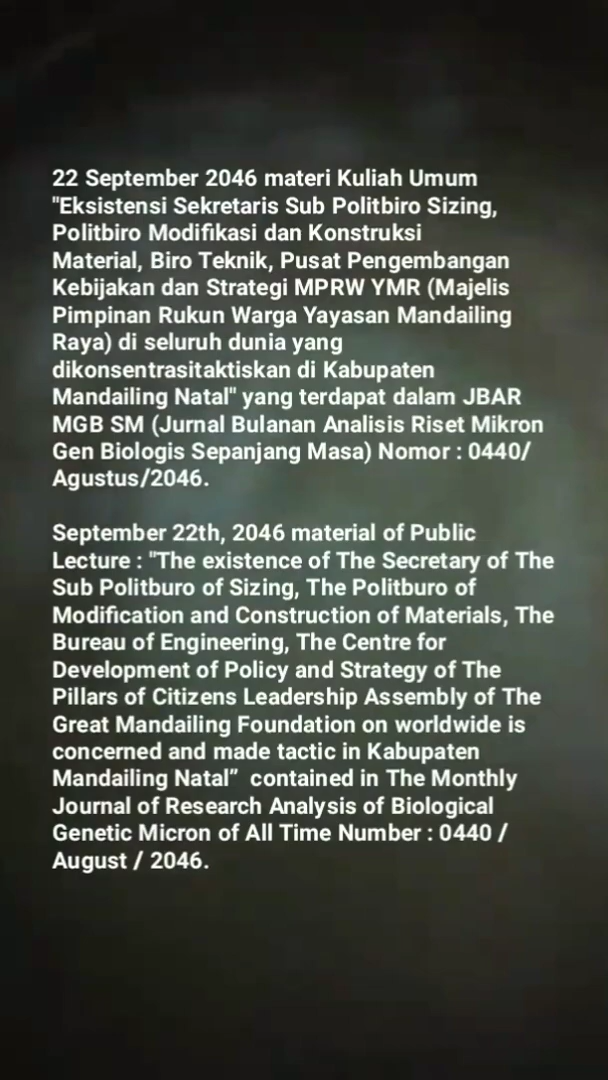 22 September 2046 materi Kuliah Umum
"Eksistensi Sekretaris Sub Politbiro Sizing,
Politbiro Modifikasi dan Konstruksi
Material, Biro Teknik, Pusat Pengembangan
Kebijakan dan Strategi MPRW YMR (Majelis
Pimpinan Rukun Warga Yayasan Mandailing
Raya) di seluruh dunia yang
dikonsentrasitaktiskan di Kabupaten
Mandailing Natal" yang terdapat dalam JBAR
MGB SM (Jurnal Bulanan Analisis Riset Mikron
Gen Biologis Sepanjang Masa) Nomor : 0440/
Agustus/2046.
September 22th, 2046 material of Public
Lecture : "The existence of The Secretary of The
Sub Politburo of Sizing, The Politburo of
Modification and Construction of Materials, The
Bureau of Engineering, The Centre for
Development of Policy and Strategy of The
Pillars of Citizens Leadership Assembly of The
Great Mandailing Foundation on worldwide is
concerned and made tactic in Kabupaten
Mandailing Natal” contained in The Monthly
Journal of Research Analysis of Biological
Genetic Micron of All Time Number : 0440 /
August / 2046.